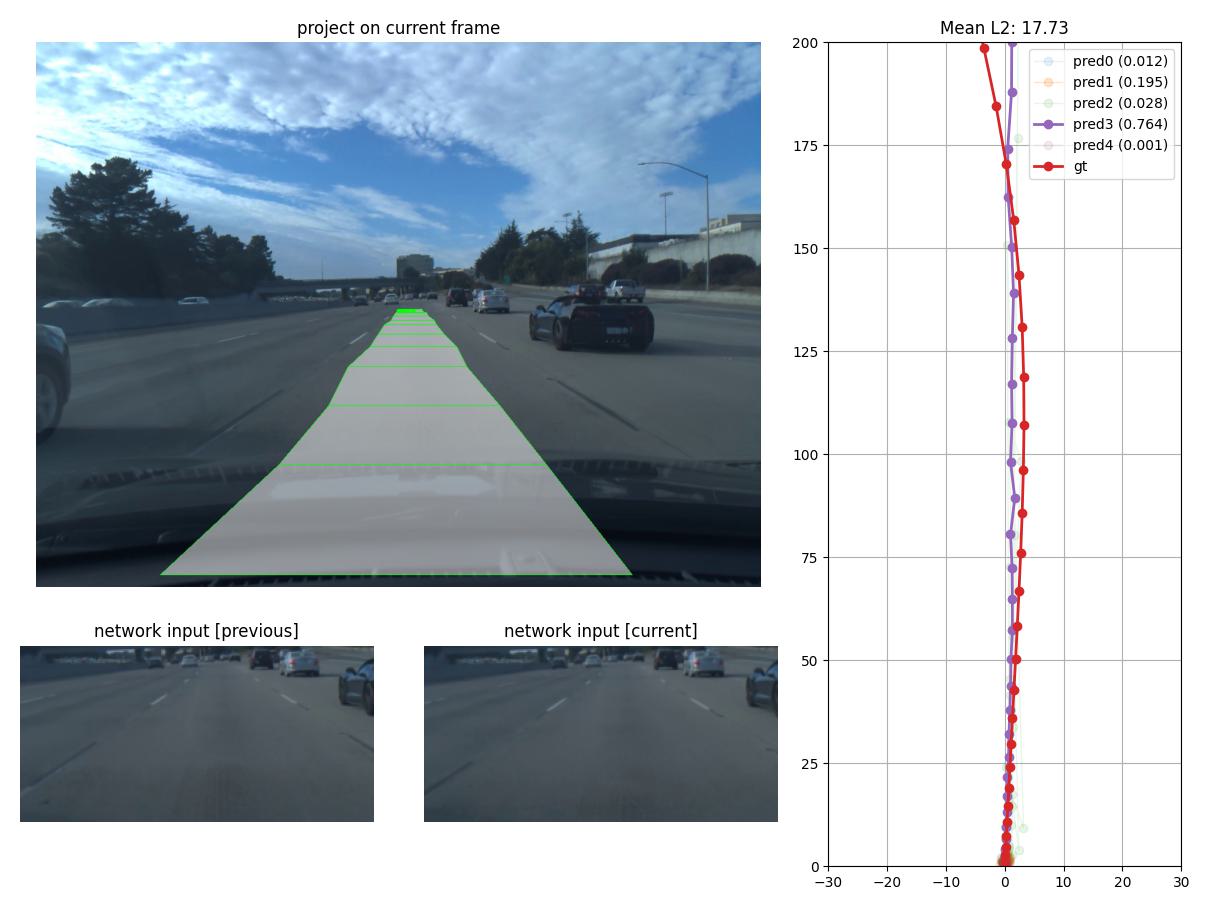 project on current frame
Mean L2: 17.73
200
175
150
125
100
75
50
25
0
−30
−20
−10
0
10
20
30
pred0 (0.012)
pred1 (0.195)
pred2 (0.028)
pred3 (0.764)
pred4 (0.001)
gt
network input [previous]
network input [current]